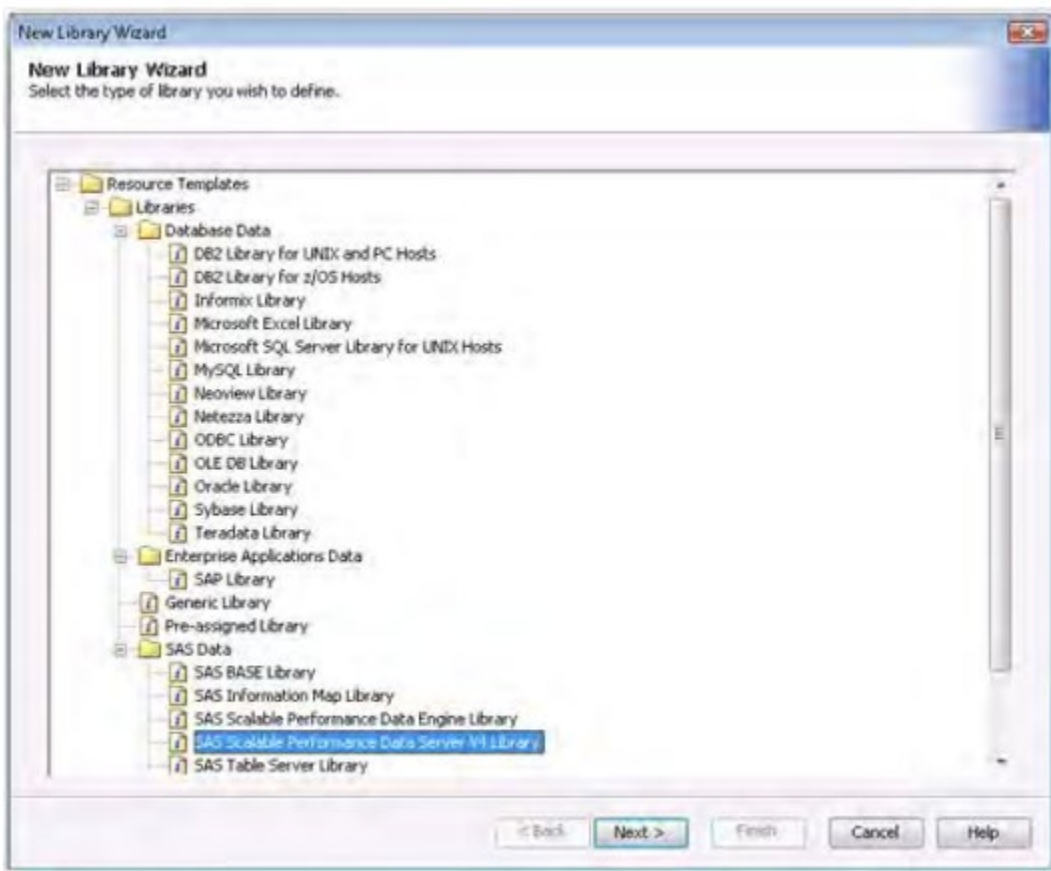 New Library Wizard
New Library Wizard
Select the type of library you wish to define.
Resource Templates
Libraries
Database Data
DB2 Library for UNIX and PC Hosts
DB2 Library for z/OS Hosts
Informix Library
Microsoft Excel Library
Microsoft SQL Server Library for UNIX Hosts
MySQL Library
Neoview Library
Netezza Library
ODBC Library
OLE DB Library
Oracle Library
Sybase Library
Teradata Library
Enterprise Applications Data
SAP Library
Generic Library
Pre-assigned Library
SAS Data
SAS BASE Library
SAS Information Map Library
SAS Scalable Performance Data Engine Library
SAS Scalable Performance Data Server V4 Library
SAS Table Server Library
< Back Next > Finish Cancel Help